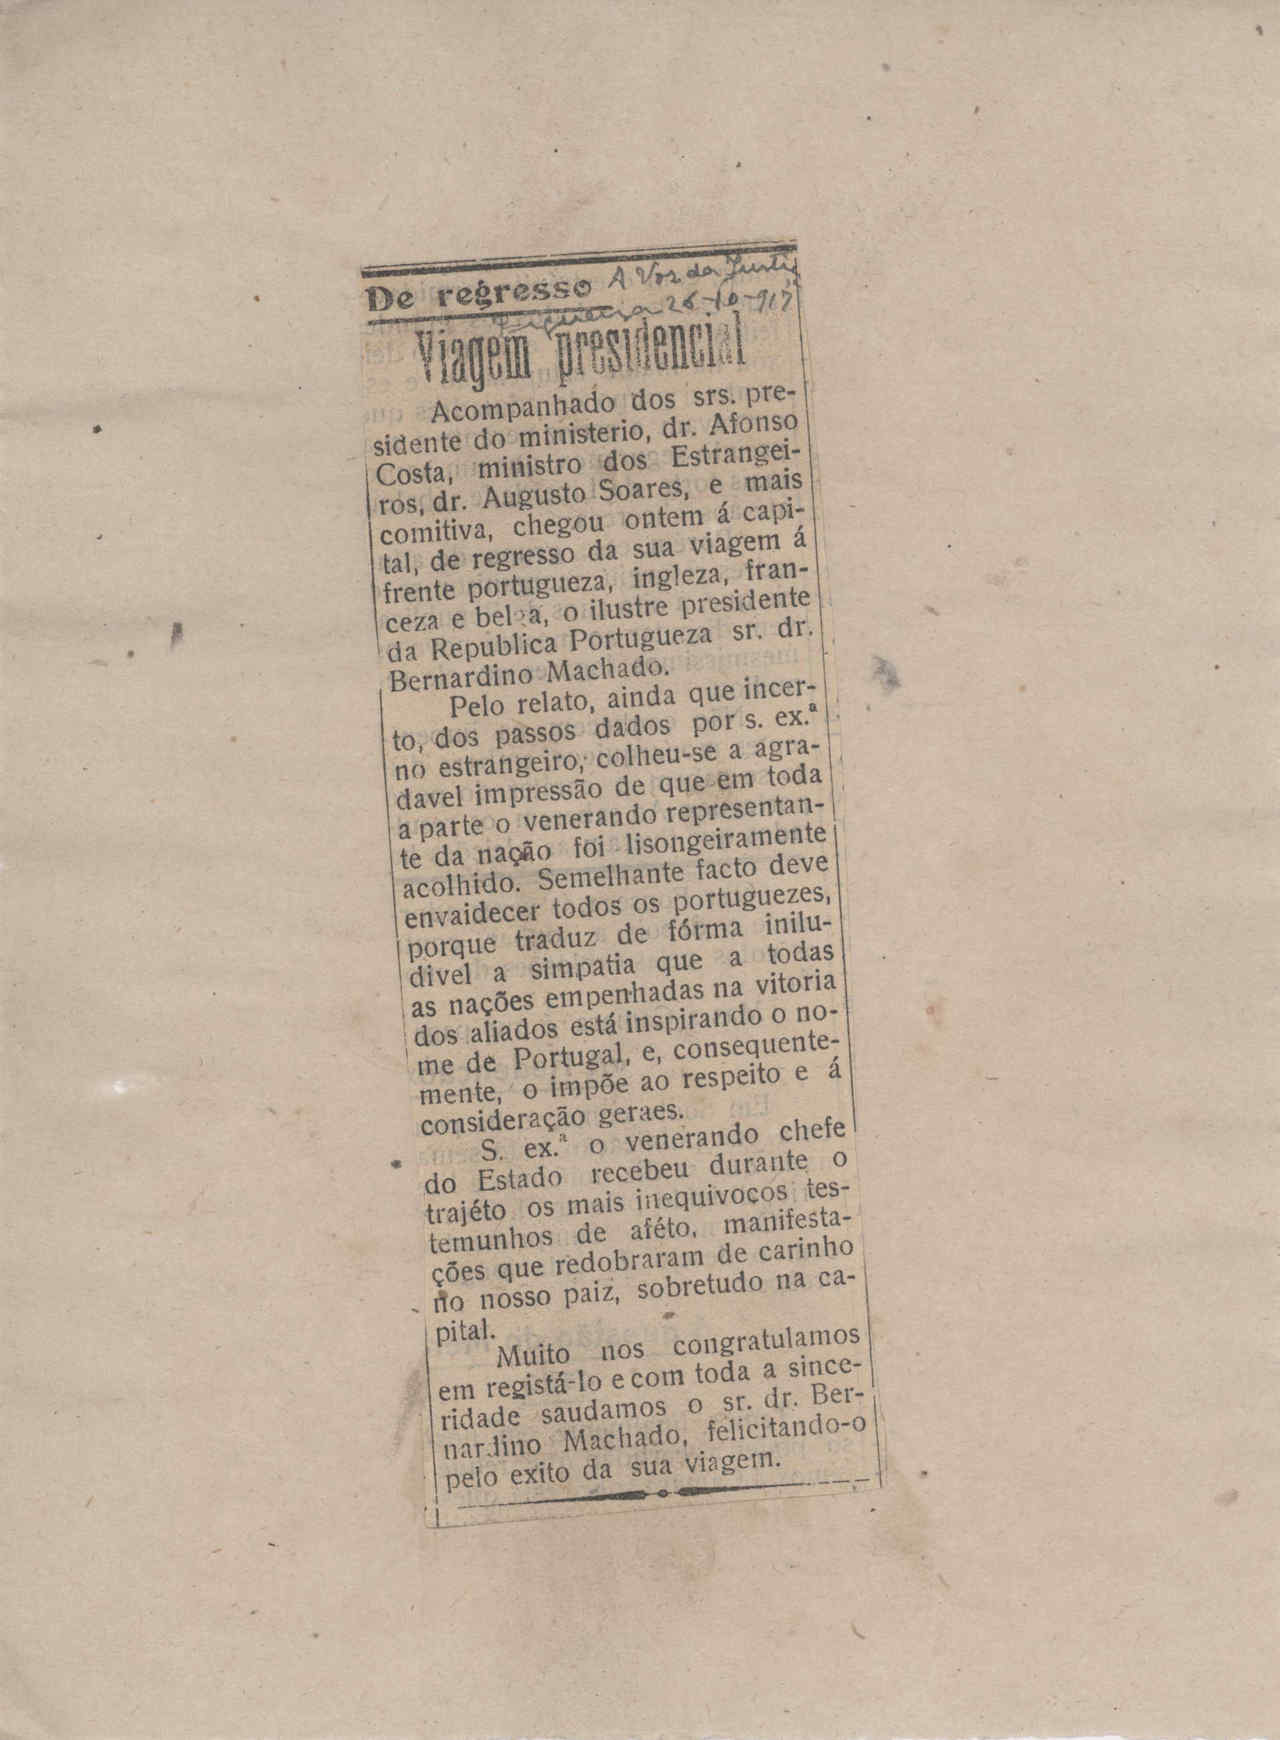 De regresso
A Voz da Justiça
Figueira 26-10-917
Viagem presidencial
Acompanhado dos srs. pre-
sidente do ministerio, dr. Afonso
Costa, ministro dos Estrangei-
ros, dr. Augusto Soares, e mais
comitiva, chegou ontem á capi-
tal, de regresso da sua viagem á
frente portugueza, ingleza, fran-
ceza e belga, o ilustre presidente
da Republica Portugueza sr. dr.
Bernardino Machado.
Pelo relato, ainda que incer-
to, dos passos dados por s. ex.ª
no estrangeiro, colheu-se a agra-
davel impressão de que em toda
a parte o venerando representan-
te da nação foi lisongeiramente
acolhido. Semelhante facto deve
envaidecer todos os portuguezes,
porque traduz de fórma inilu-
divel a simpatia que a todas
as nações empenhadas na vitoria
dos aliados está inspirando o no-
me de Portugal, e, consequente-
mente, o impõe ao respeito e á
consideração geraes.
S. ex.ª o venerando chefe
do Estado recebeu durante o
trajéto os mais inequivocos tes-
temunhos de aféto, manifesta-
ções que redobraram de carinho
no nosso paiz, sobretudo na ca-
pital.
Muito nos congratulamos
em registá-lo e com toda a since-
ridade saudamos o sr. dr. Ber-
nardino Machado, felicitando-o
pelo exito da sua viagem.